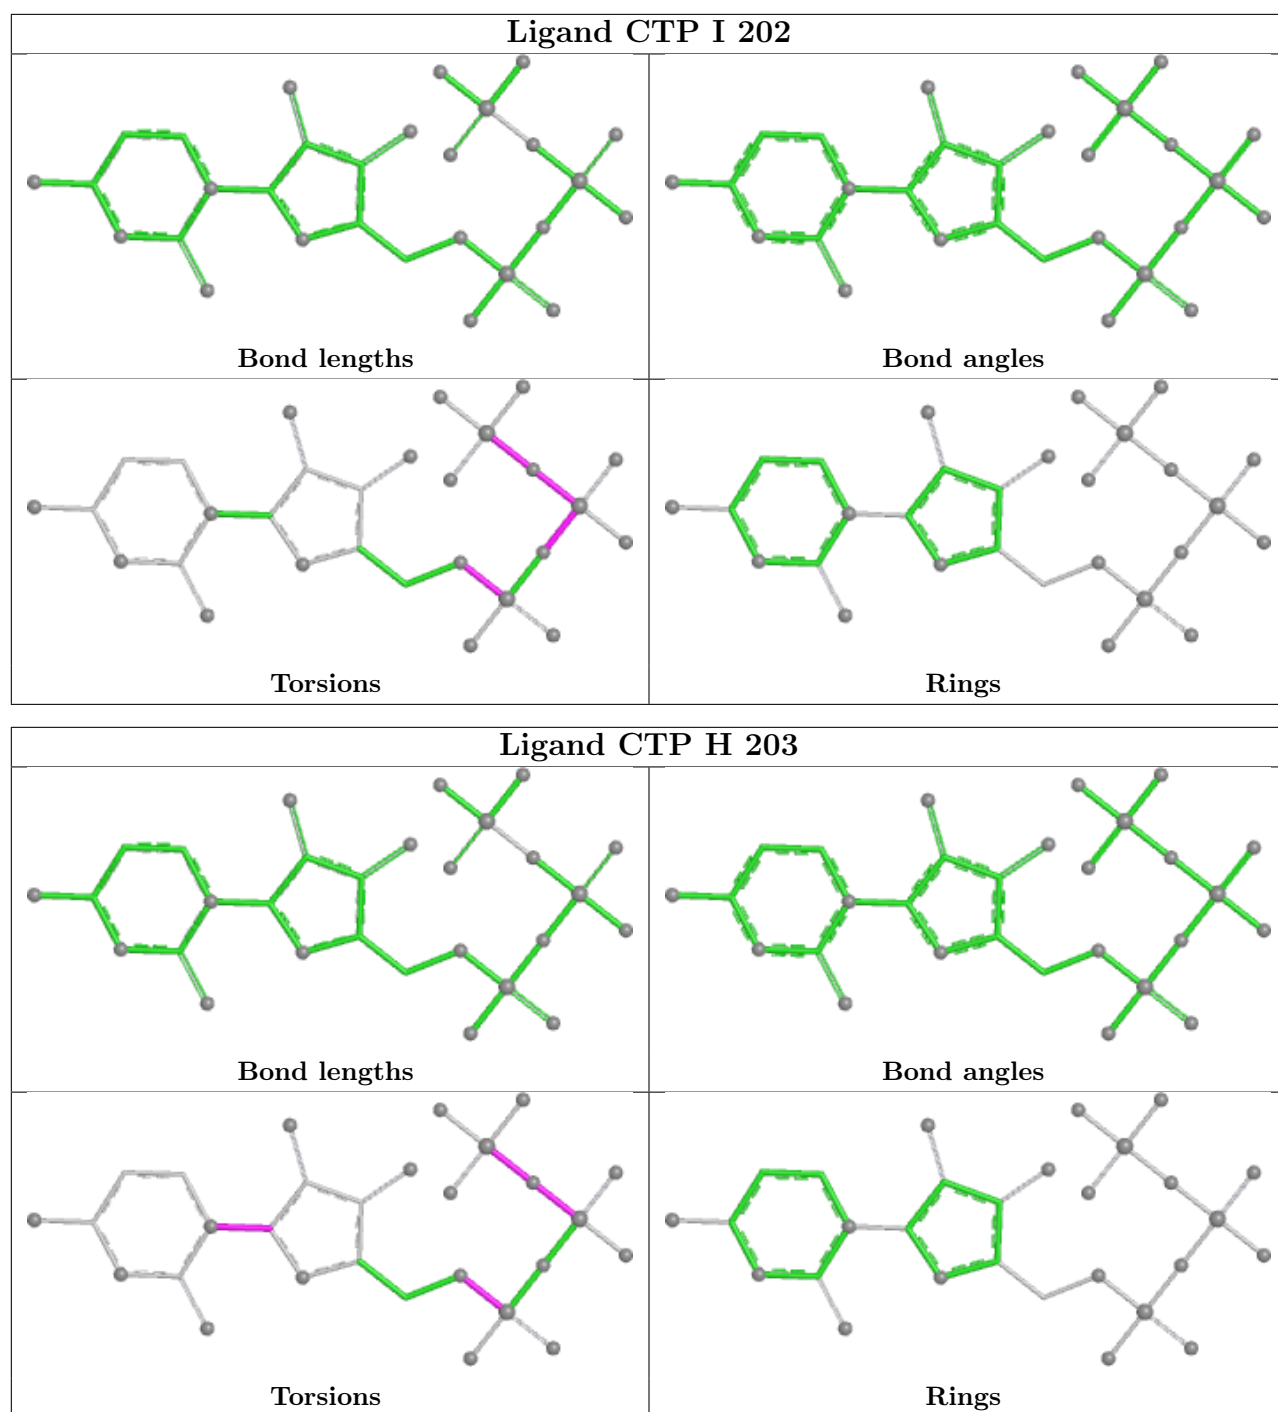 Ligand CTP I 202
Bond lengths
Bond angles
Torsions
Rings
Ligand CTP H 203
Bond lengths
Bond angles
Torsions
Rings